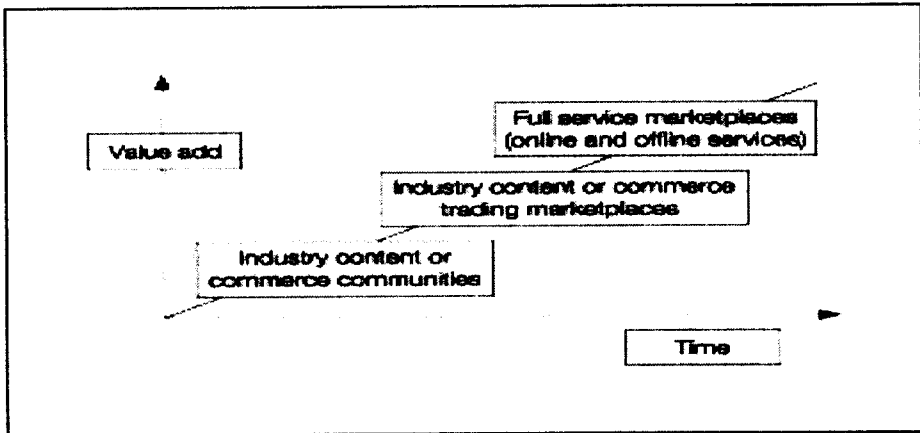 Full service marketplaces
(online and offline services)
Value add
Industry content or commerce
trading marketplaces
Industry content or
commerce communities
Time